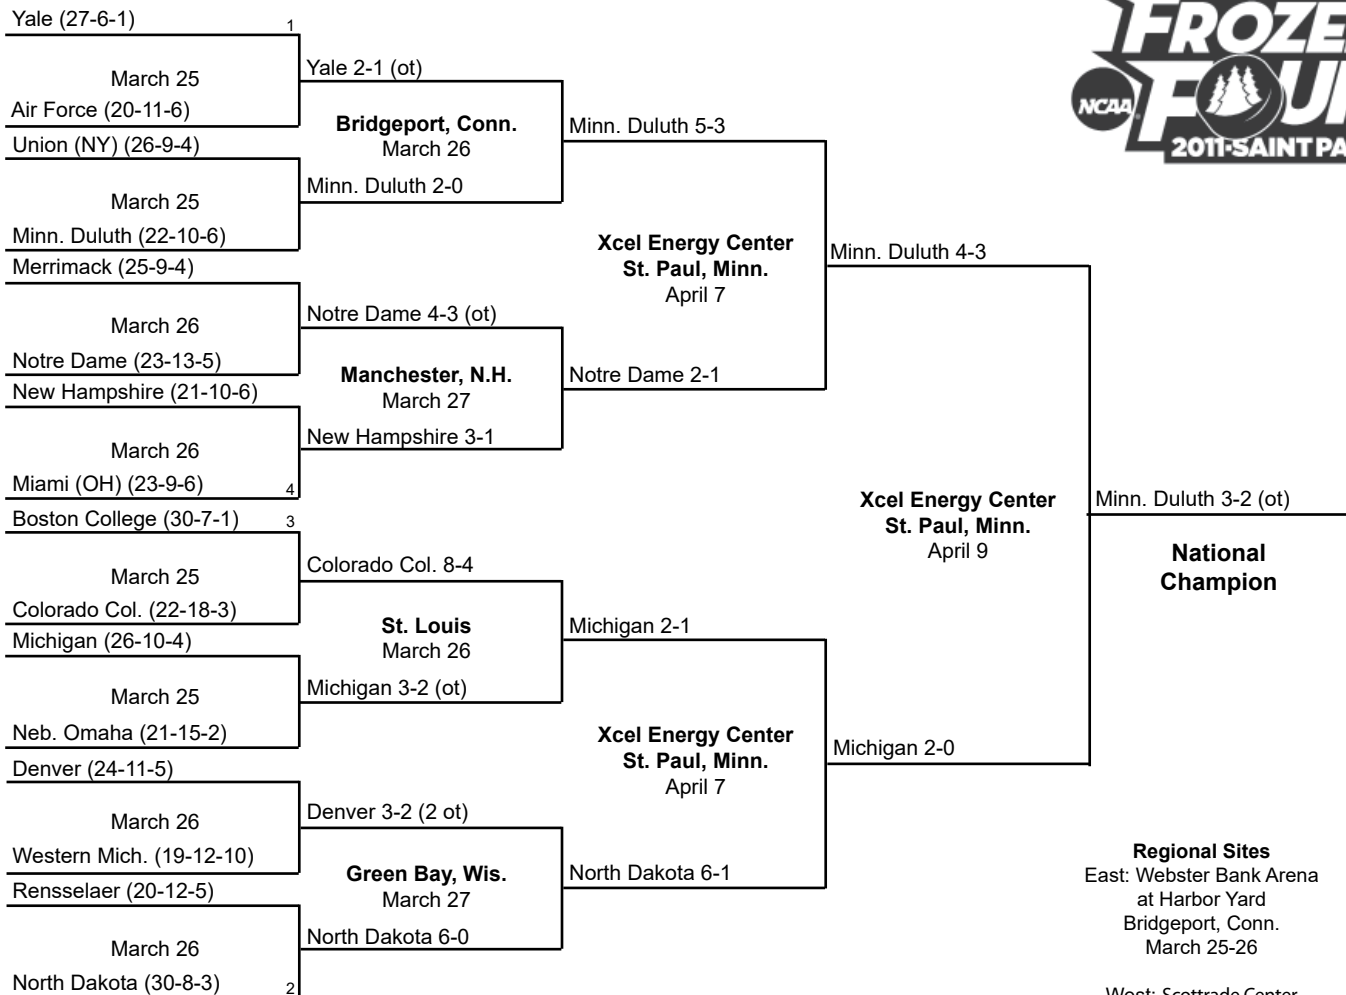 Yale (27-6-1)
1
March 25
Air Force (20-11-6)
Union (NY) (26-9-4)
March 25
Minn. Duluth (22-10-6)
Merrimack (25-9-4)
March 26
Notre Dame (23-13-5)
New Hampshire (21-10-6)
March 26
Miami (OH) (23-9-6)
4
Boston College (30-7-1)
3
March 25
Colorado Col. (22-18-3)
Michigan (26-10-4)
March 25
Neb. Omaha (21-15-2)
Denver (24-11-5)
March 26
Western Mich. (19-12-10)
Rensselaer (20-12-5)
March 26
North Dakota (30-8-3)
2
Yale 2-1 (ot)
Bridgeport, Conn.
March 26
Minn. Duluth 2-0
Notre Dame 4-3 (ot)
Manchester, N.H.
March 27
New Hampshire 3-1
Colorado Col. 8-4
St. Louis
March 26
Michigan 3-2 (ot)
Denver 3-2 (2 ot)
Green Bay, Wis.
March 27
North Dakota 6-0
Minn. Duluth 5-3
Xcel Energy Center
St. Paul, Minn.
April 7
Notre Dame 2-1
Michigan 2-1
Xcel Energy Center
St. Paul, Minn.
April 7
North Dakota 6-1
Minn. Duluth 4-3
Xcel Energy Center
St. Paul, Minn.
April 9
Michigan 2-0
Minn. Duluth 3-2 (ot)
National
Champion
FROZE
NCAA
FOU
2011•SAINT PA
Regional Sites
East: Webster Bank Arena
at Harbor Yard
Bridgeport, Conn.
March 25-26
West: Scottrade Center